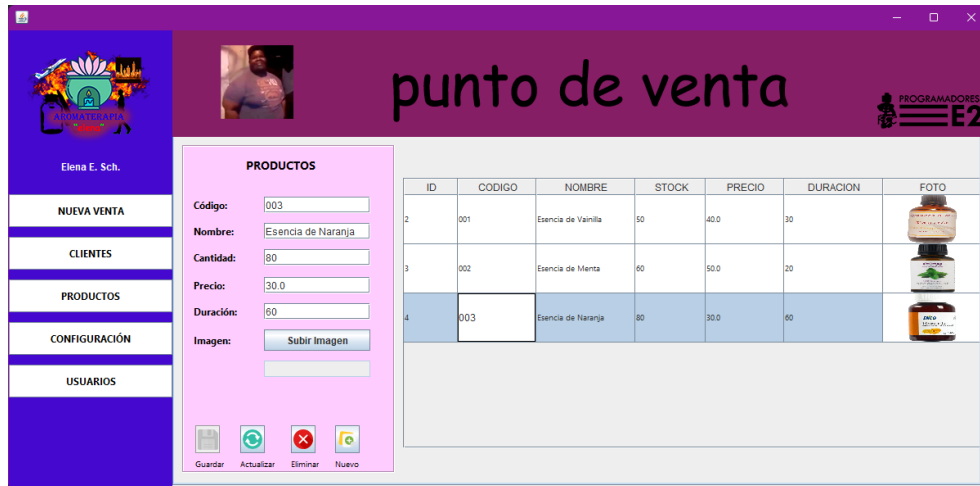 punto de venta
PROGRAMADORES
E2
AROMATERAPIA
Elena E. Sch.
NUEVA VENTA
CLIENTES
PRODUCTOS
CONFIGURACIÓN
USUARIOS
PRODUCTOS
Código: 003
Nombre: Esencia de Naranja
Cantidad: 80
Precio: 30.0
Duración: 60
Imagen: Subir Imagen
Guardar Actualizar Eliminar Nuevo
ID CODIGO NOMBRE STOCK PRECIO DURACION FOTO
2 001 Esencia de Vainilla 50 40.0 30
3 002 Esencia de Menta 60 50.0 20
4 003 Esencia de Naranja 80 30.0 60